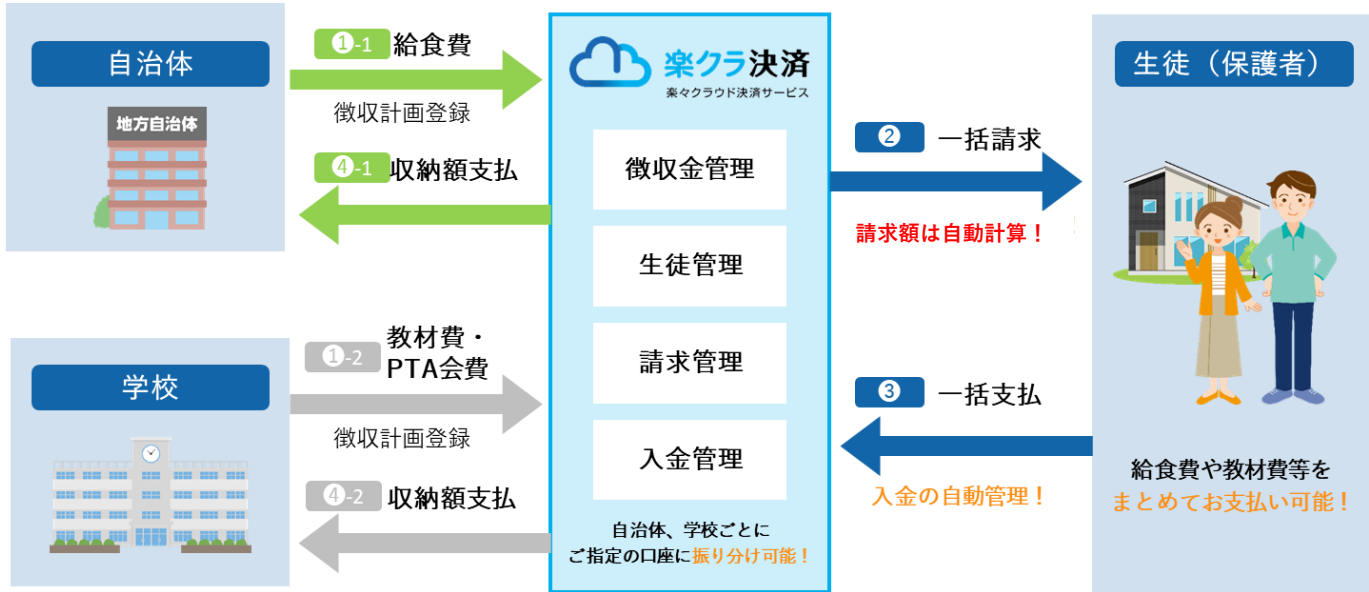 自治体
地方自治体
❶-1 給食費
徴収計画登録
❹-1 収納額支払
学校
❶-2 教材費・
PTA会費
徴収計画登録
❹-2 収納額支払
楽クラ決済
楽々クラウド決済サービス
徴収金管理
生徒管理
請求管理
入金管理
自治体、学校ごとに
ご指定の口座に振り分け可能！
❷ 一括請求
請求額は自動計算！
❸ 一括支払
入金の自動管理！
生徒（保護者）
給食費や教材費等を
まとめてお支払い可能！